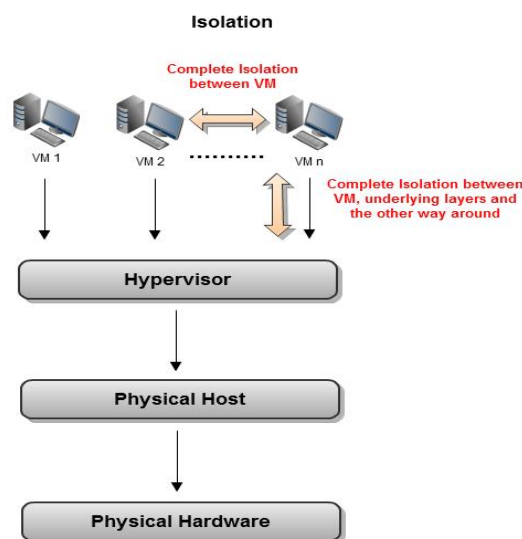 Isolation
Complete Isolation
between VM
VM 1
VM 2
VM n
Complete Isolation between
VM, underlying layers and
the other way around
Hypervisor
Physical Host
Physical Hardware